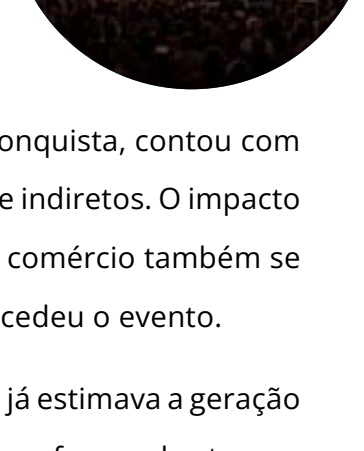 onquista, contou com
e indiretos. O impacto
comércio também se
cedeu o evento.
já estimava a geração